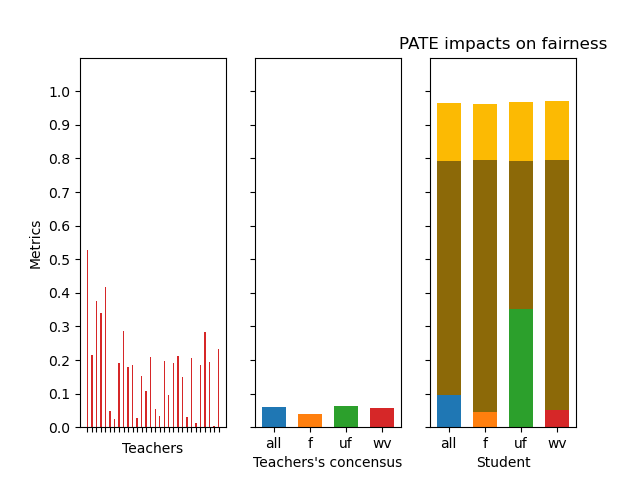 PATE impacts on fairness
Metrics
1.0
0.9
0.8
0.7
0.6
0.5
0.4
0.3
0.2
0.1
0.0
Teachers
all f uf wv
Teachers's concensus
all f uf wv
Student